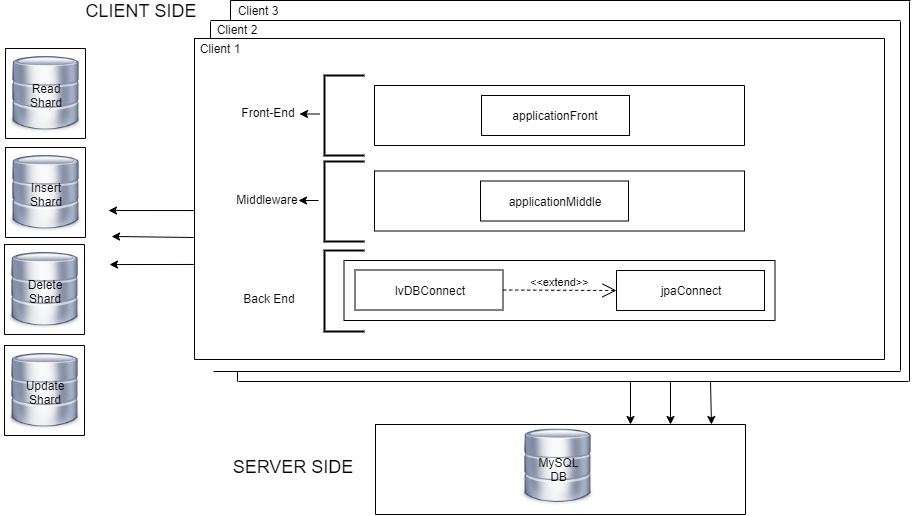 CLIENT SIDE
Client 3
Client 2
Client 1
Read
Shard
Insert
Shard
Delete
Shard
Update
Shard
Front-End
applicationFront
Middleware
applicationMiddle
Back End
lvDBConnect
<<extend>>
jpaConnect
SERVER SIDE
MySQL
DB